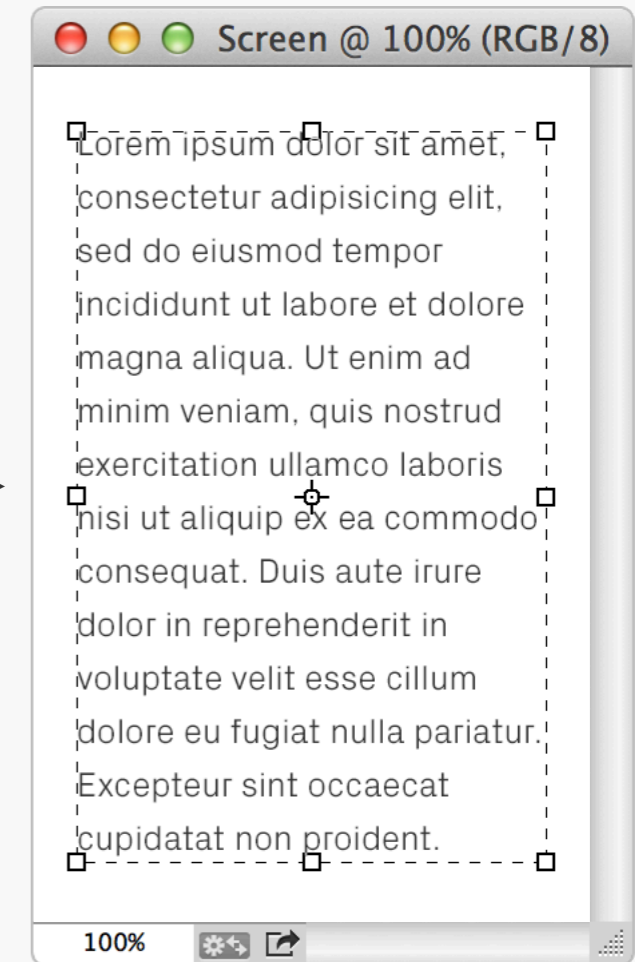 Screen @ 100% (RGB/8)
Lorem ipsum dolor sit amet,
consectetur adipisicing elit,
sed do eiusmod tempor
incididunt ut labore et dolore
magna aliqua. Ut enim ad
minim veniam, quis nostrud
exercitation ullamco laboris
nisi ut aliquip ex ea commodo
consequat. Duis aute irure
dolor in reprehenderit in
voluptate velit esse cillum
dolore eu fugiat nulla pariatur.
Excepteur sint occaecat
cupidatat non proident.
100%